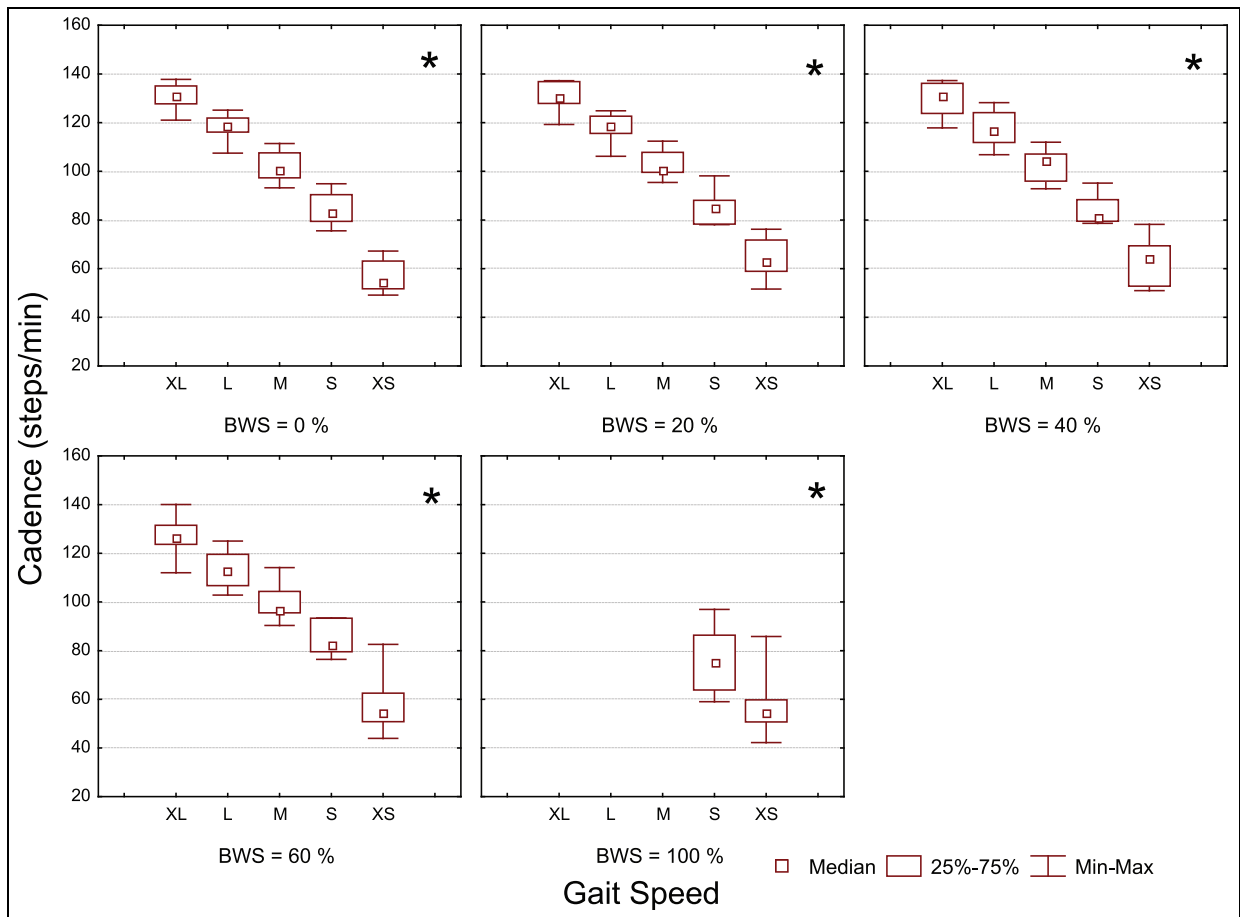 Cadence (steps/min)
160
140
120
100
80
60
40
20
XL L M S XS
BWS = 0 %
*
XL L M S XS
BWS = 20 %
*
XL L M S XS
BWS = 40 %
*
160
140
120
100
80
60
40
20
XL L M S XS
BWS = 60 %
*
XL L M S XS
BWS = 100 %
*
Median 25%-75% Min-Max
Gait Speed